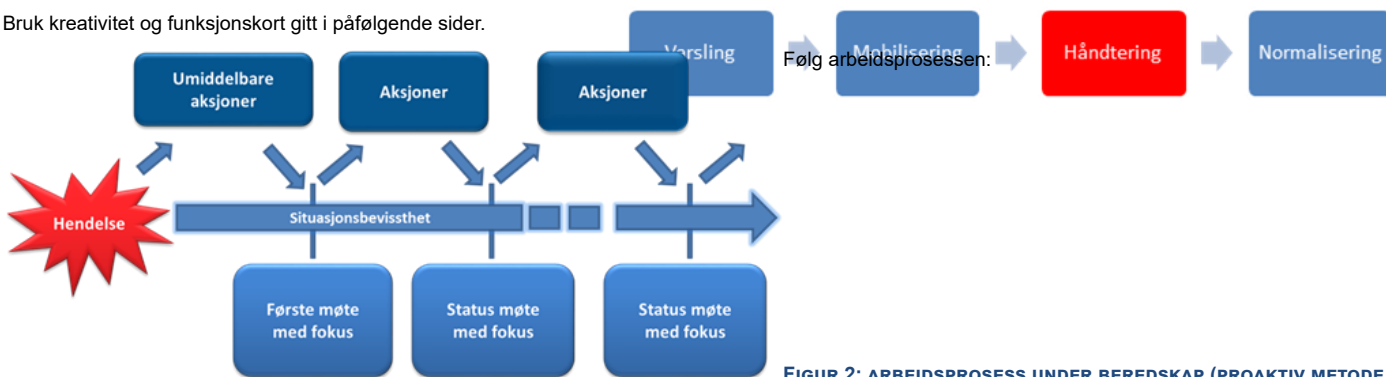 Bruk kreativitet og funksjonskort gitt i påfølgende sider.
Varsling
Følg arbeidsprosessen:
Mobilisering
Håndtering
Normalisering
Umiddelbare
aksjoner
Aksjoner
Aksjoner
Hendelse
Situasjonsbevissthet
Første møte
med fokus
Status møte
med fokus
Status møte
med fokus
FIGUR 2: ARBEIDSPROSESS UNDER BEREDSKAP (PROAKTIV METODE